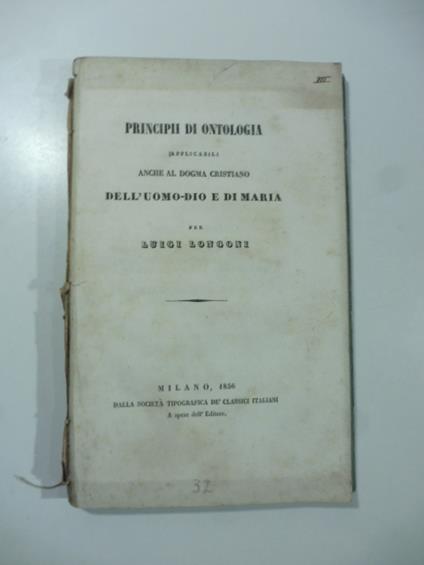 PRINCIPII DI ONTOLOGIA
APPLICABILI
ANCHE AL DOGMA CRISTIANO
DELL'UOMO-DIO E DI MARIA
PER
LUIGI LONGONI
MILANO, 1856
DALLA SOCIETÀ TIPOGRAFICA DE' CLASSICI ITALIANI
A spese dell' Editore.
32